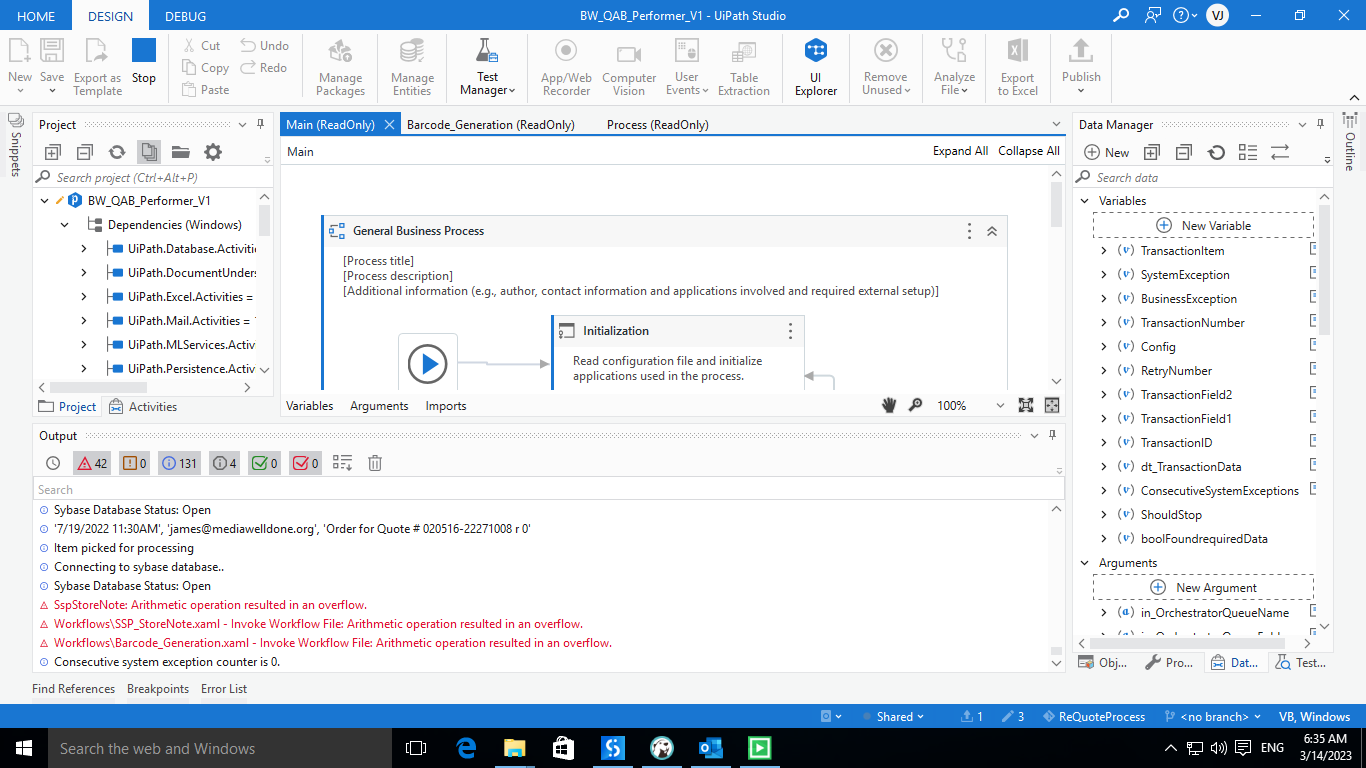 HOME DESIGN DEBUG BW_QAB_Performer_V1 - UiPath Studio VJ
New Save Export as Template Stop
Cut Undo
Copy Redo
Paste
Manage Packages
Manage Entities
Test Manager
App/Web Recorder
Computer Vision
User Events
Table Extraction
UI Explorer
Remove Unused
Analyze File
Export to Excel
Publish
Snippets
Project
Search project (Ctrl+Alt+P)
BW_QAB_Performer_V1
Dependencies (Windows)
UiPath.Database.Activitie
UiPath.DocumentUnders
UiPath.Excel.Activities =
UiPath.Mail.Activities =
UiPath.MLServices.Activ
UiPath.Persistence.Activ
Project Activities
Main (ReadOnly) Barcode_Generation (ReadOnly) Process (ReadOnly)
Main Expand All Collapse All
General Business Process
[Process title]
[Process description]
[Additional information (e.g., author, contact information and applications involved and required external setup)]
Initialization
Read configuration file and initialize
applications used in the process.
Variables Arguments Imports 100%
Data Manager
New
Search data
Variables
New Variable
(v) TransactionItem
(v) SystemException
(v) BusinessException
(v) TransactionNumber
(v) Config
(v) RetryNumber
(v) TransactionField2
(v) TransactionField1
(v) TransactionID
(v) dt_TransactionData
(v) ConsecutiveSystemExceptions
(v) ShouldStop
(v) boolFoundrequiredData
Arguments
New Argument
(a) in_OrchestratorQueueName
Obj... Pro... Dat... Test...
Outline
Output
42 0 131 4 0 0
Search
Sybase Database Status: Open
'7/19/2022 11:30AM', 'james@mediawelldone.org', 'Order for Quote # 020516-22271008 r 0'
Item picked for processing
Connecting to sybase database..
Sybase Database Status: Open
SspStoreNote: Arithmetic operation resulted in an overflow.
Workflows\SSP_StoreNote.xaml - Invoke Workflow File: Arithmetic operation resulted in an overflow.
Workflows\Barcode_Generation.xaml - Invoke Workflow File: Arithmetic operation resulted in an overflow.
Consecutive system exception counter is 0.
Find References Breakpoints Error List
Shared 1 3 ReQuoteProcess <no branch> VB, Windows
Search the web and Windows
ENG
6:35 AM
3/14/2023